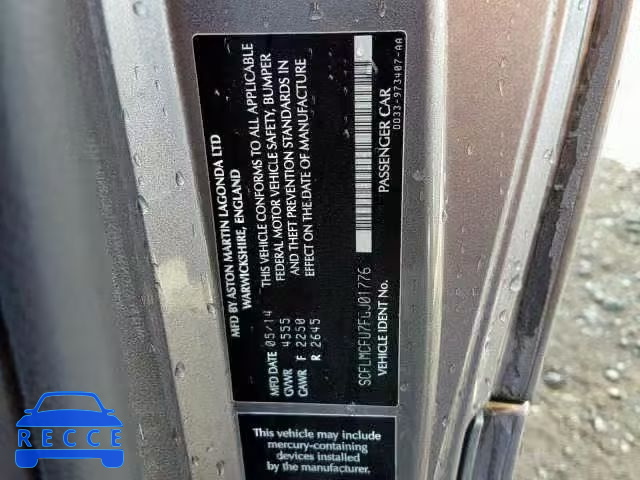 MFD BY ASTON MARTIN LAGONDA LTD
WARWICKSHIRE, ENGLAND
MFD DATE 05/14
GVWR 4555
GAWR F 2250
R 2645
THIS VEHICLE CONFORMS TO ALL APPLICABLE
FEDERAL MOTOR VEHICLE SAFETY, BUMPER
AND THEFT PREVENTION STANDARDS IN
EFFECT ON THE DATE OF MANUFACTURE
SCFLMCFU7FGJ01776
VEHICLE IDENT No.
PASSENGER CAR
DD33-973407-AA
This vehicle may include
mercury-containing
devices installed by
the manufacturer.
RECCE